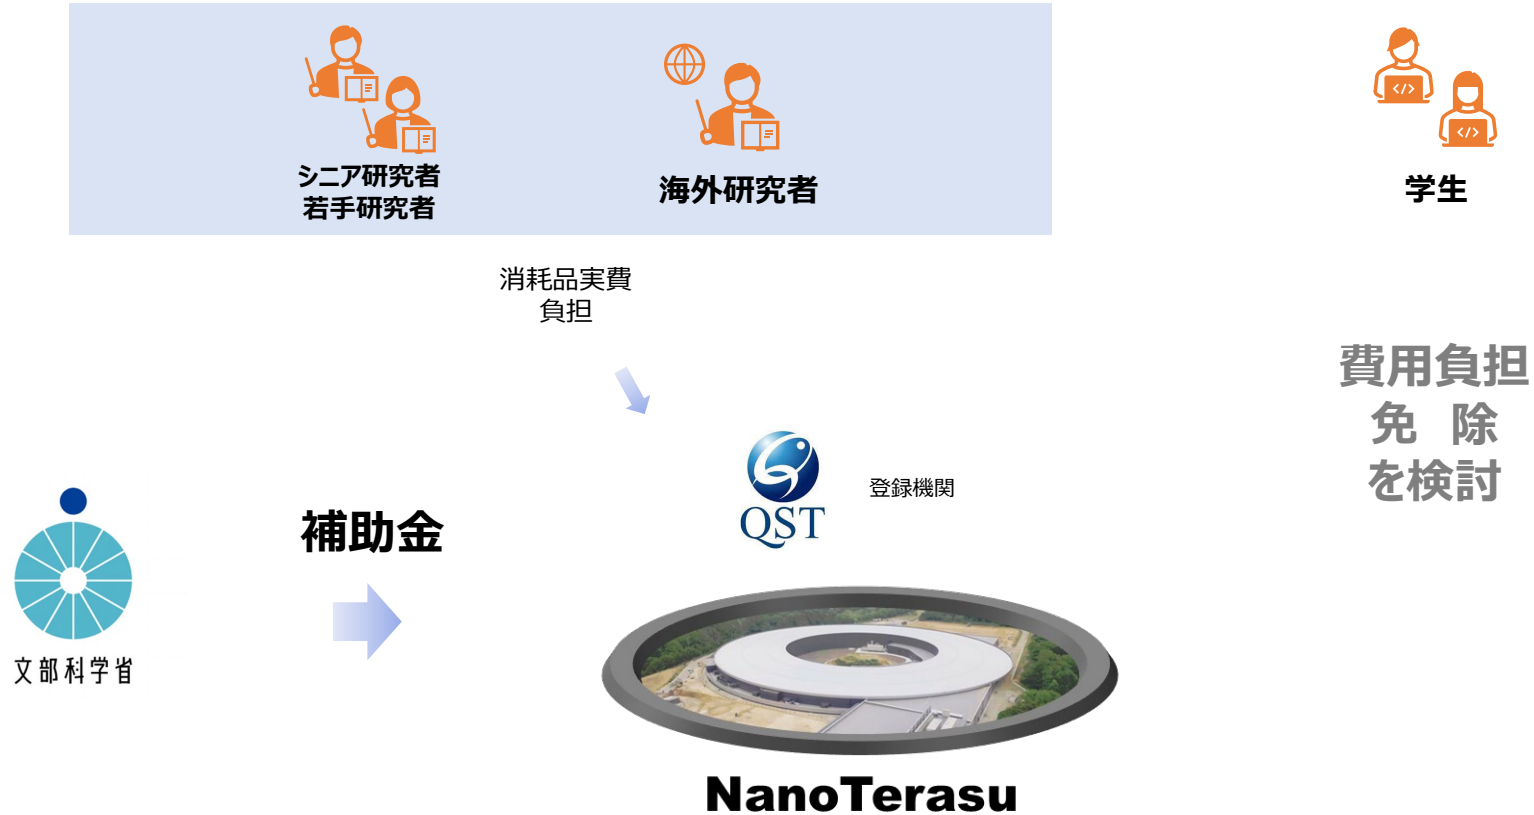 シニア研究者
若手研究者
海外研究者
学生
消耗品実費
負担
費用負担
免 除
を検討
QST
登録機関
補助金
文部科学省
NanoTerasu